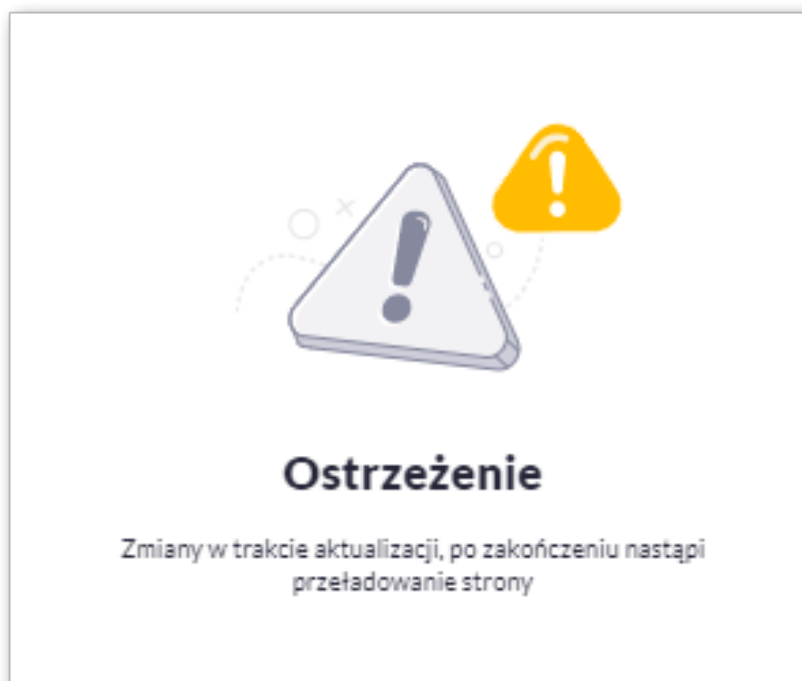 Ostrzeżenie
Zmiany w trakcie aktualizacji, po zakończeniu nastąpi
przeładowanie strony